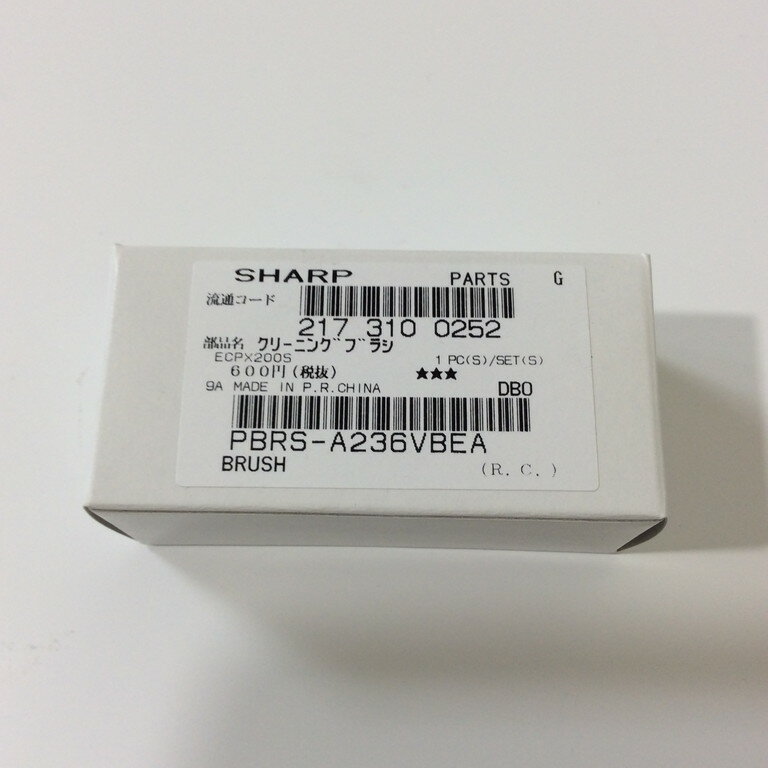 SHARP PARTS G
流通コード
217 310 0252
部品名 クリーニングブラシ
ECPX200S 1 PC(S)/SET(S)
600円(税抜) ★★★
9A MADE IN P.R.CHINA DB0
PBRS-A236VBEA
BRUSH (R.C.)